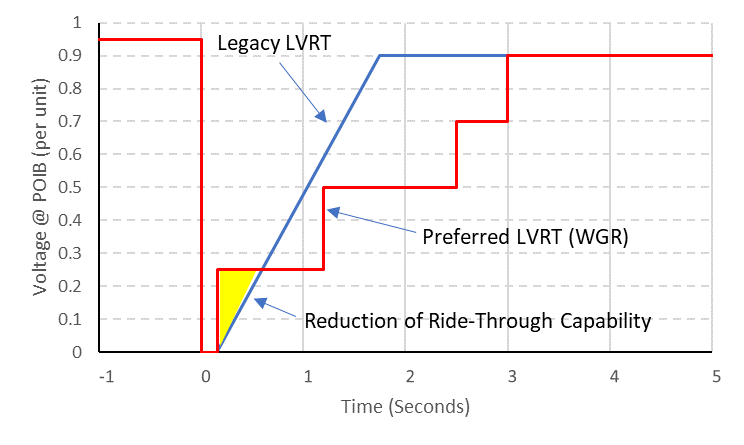 1
0.9
0.8
0.7
0.6
0.5
0.4
0.3
0.2
0.1
0
Voltage @ POIB (per unit)
Legacy LVRT
Preferred LVRT (WGR)
Reduction of Ride-Through Capability
-1 0 1 2 3 4 5
Time (Seconds)